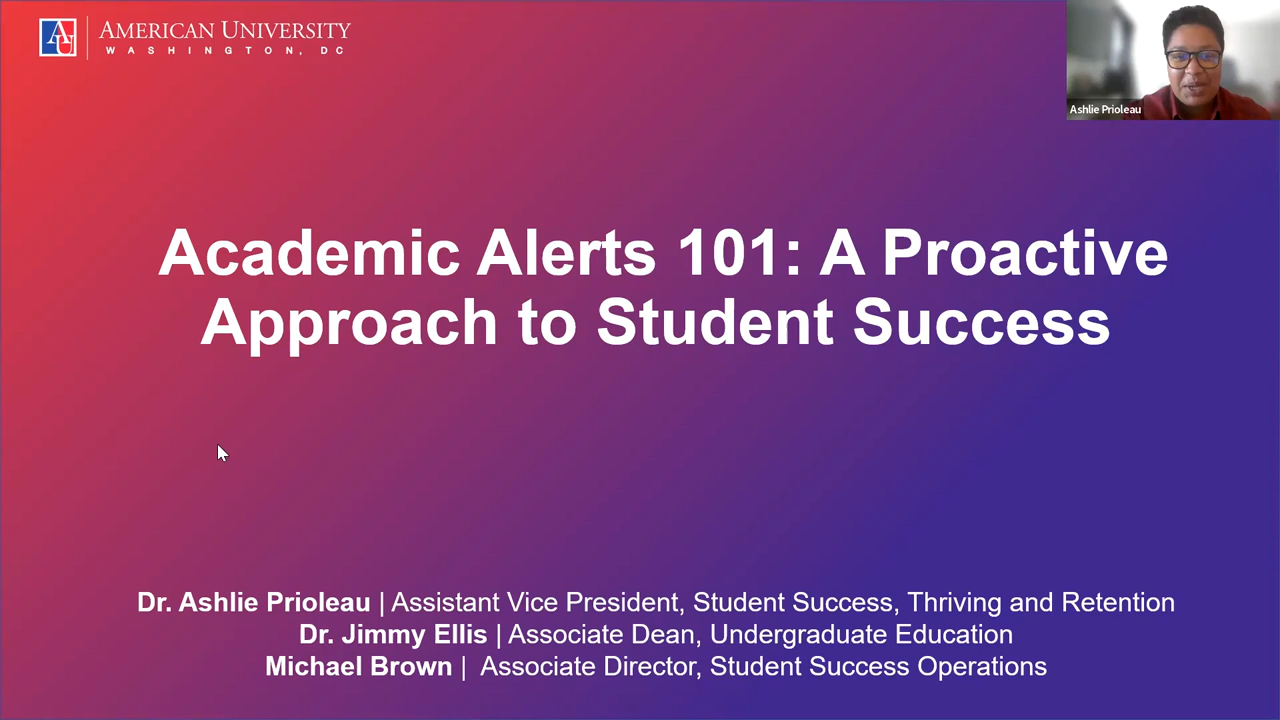 AMERICAN UNIVERSITY
WASHINGTON, DC
Ashlie Prioleau
Academic Alerts 101: A Proactive
Approach to Student Success
Dr. Ashlie Prioleau | Assistant Vice President, Student Success, Thriving and Retention
Dr. Jimmy Ellis | Associate Dean, Undergraduate Education
Michael Brown | Associate Director, Student Success Operations